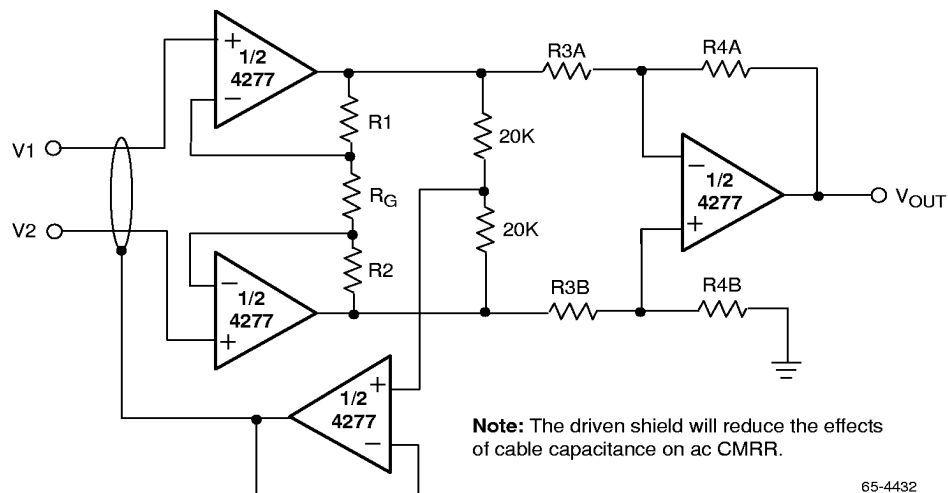 +
1/2
4277
−
V1
R1
R3A
R4A
20K
RG
−
1/2
4277
+
VOUT
V2
20K
−
1/2
4277
+
R2
R3B
R4B
+
1/2
4277
−
Note: The driven shield will reduce the effects
of cable capacitance on ac CMRR.
65-4432